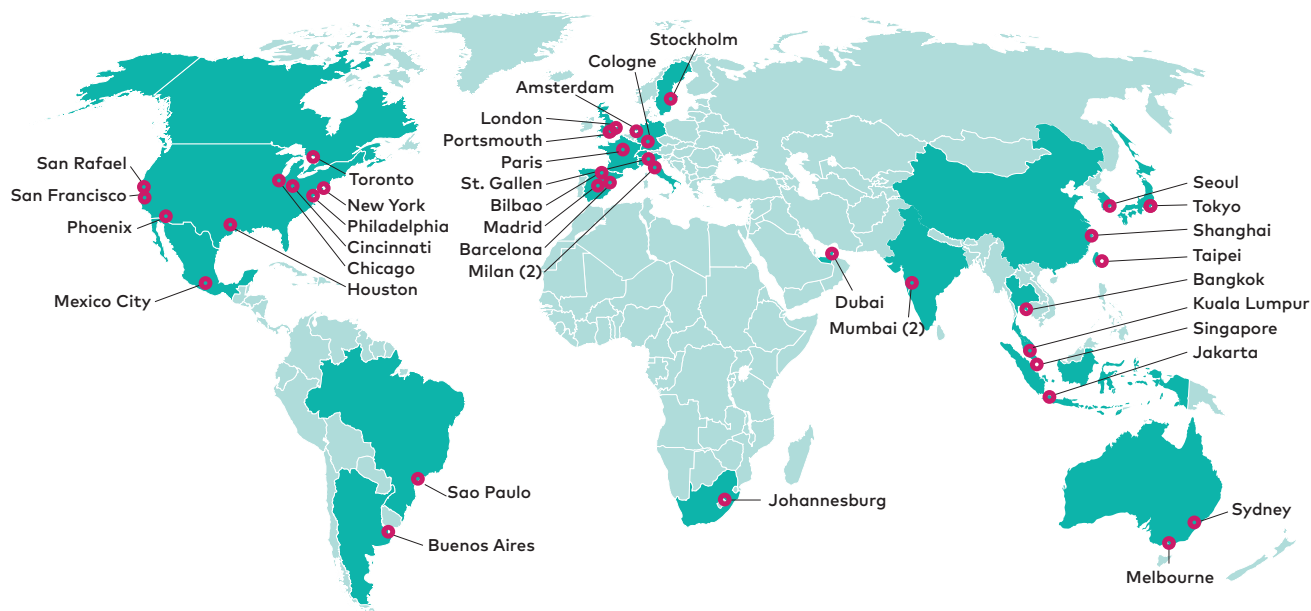 Stockholm
Cologne
Amsterdam
London
Portsmouth
Paris
St. Gallen
Bilbao
Madrid
Barcelona
Milan (2)
San Rafael
San Francisco
Phoenix
Mexico City
Toronto
New York
Philadelphia
Cincinnati
Chicago
Houston
Sao Paulo
Buenos Aires
Johannesburg
Dubai
Mumbai (2)
Seoul
Tokyo
Shanghai
Taipei
Bangkok
Kuala Lumpur
Singapore
Jakarta
Sydney
Melbourne